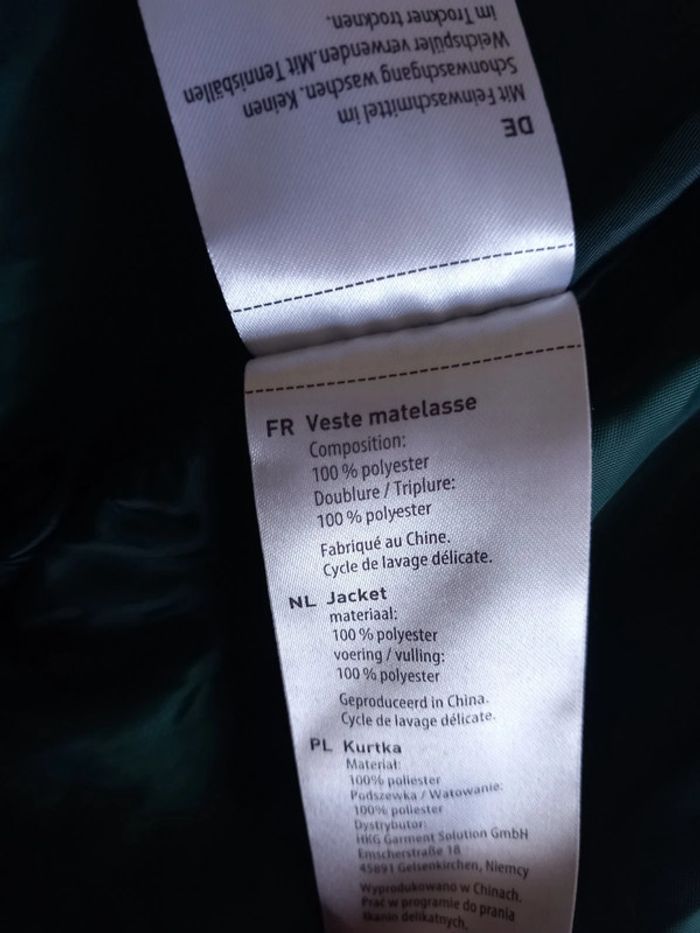 DE
Mit Feinwaschmittel im
Schonwaschgang waschen. Keinen
Weichspüler verwenden.Mit Tennisbällen
im Trockner trocknen.
FR Veste matelasse
Composition:
100 % polyester
Doublure / Triplure:
100 % polyester
Fabriqué au Chine.
Cycle de lavage délicate.
NL Jacket
materiaal:
100 % polyester
voering / vulling:
100 % polyester
Geproduceerd in China.
Cycle de lavage délicate.
PL Kurtka
Materiał:
100% poliester
Podszewka / Watowanie:
100% poliester
Dystrybutor:
HKG Garment Solution GmbH
Emscherstraße 18
45891 Gelsenkirchen, Niemcy
Wyprodukowano w Chinach.
Prać w programie do prania
tkanin delikatnych.